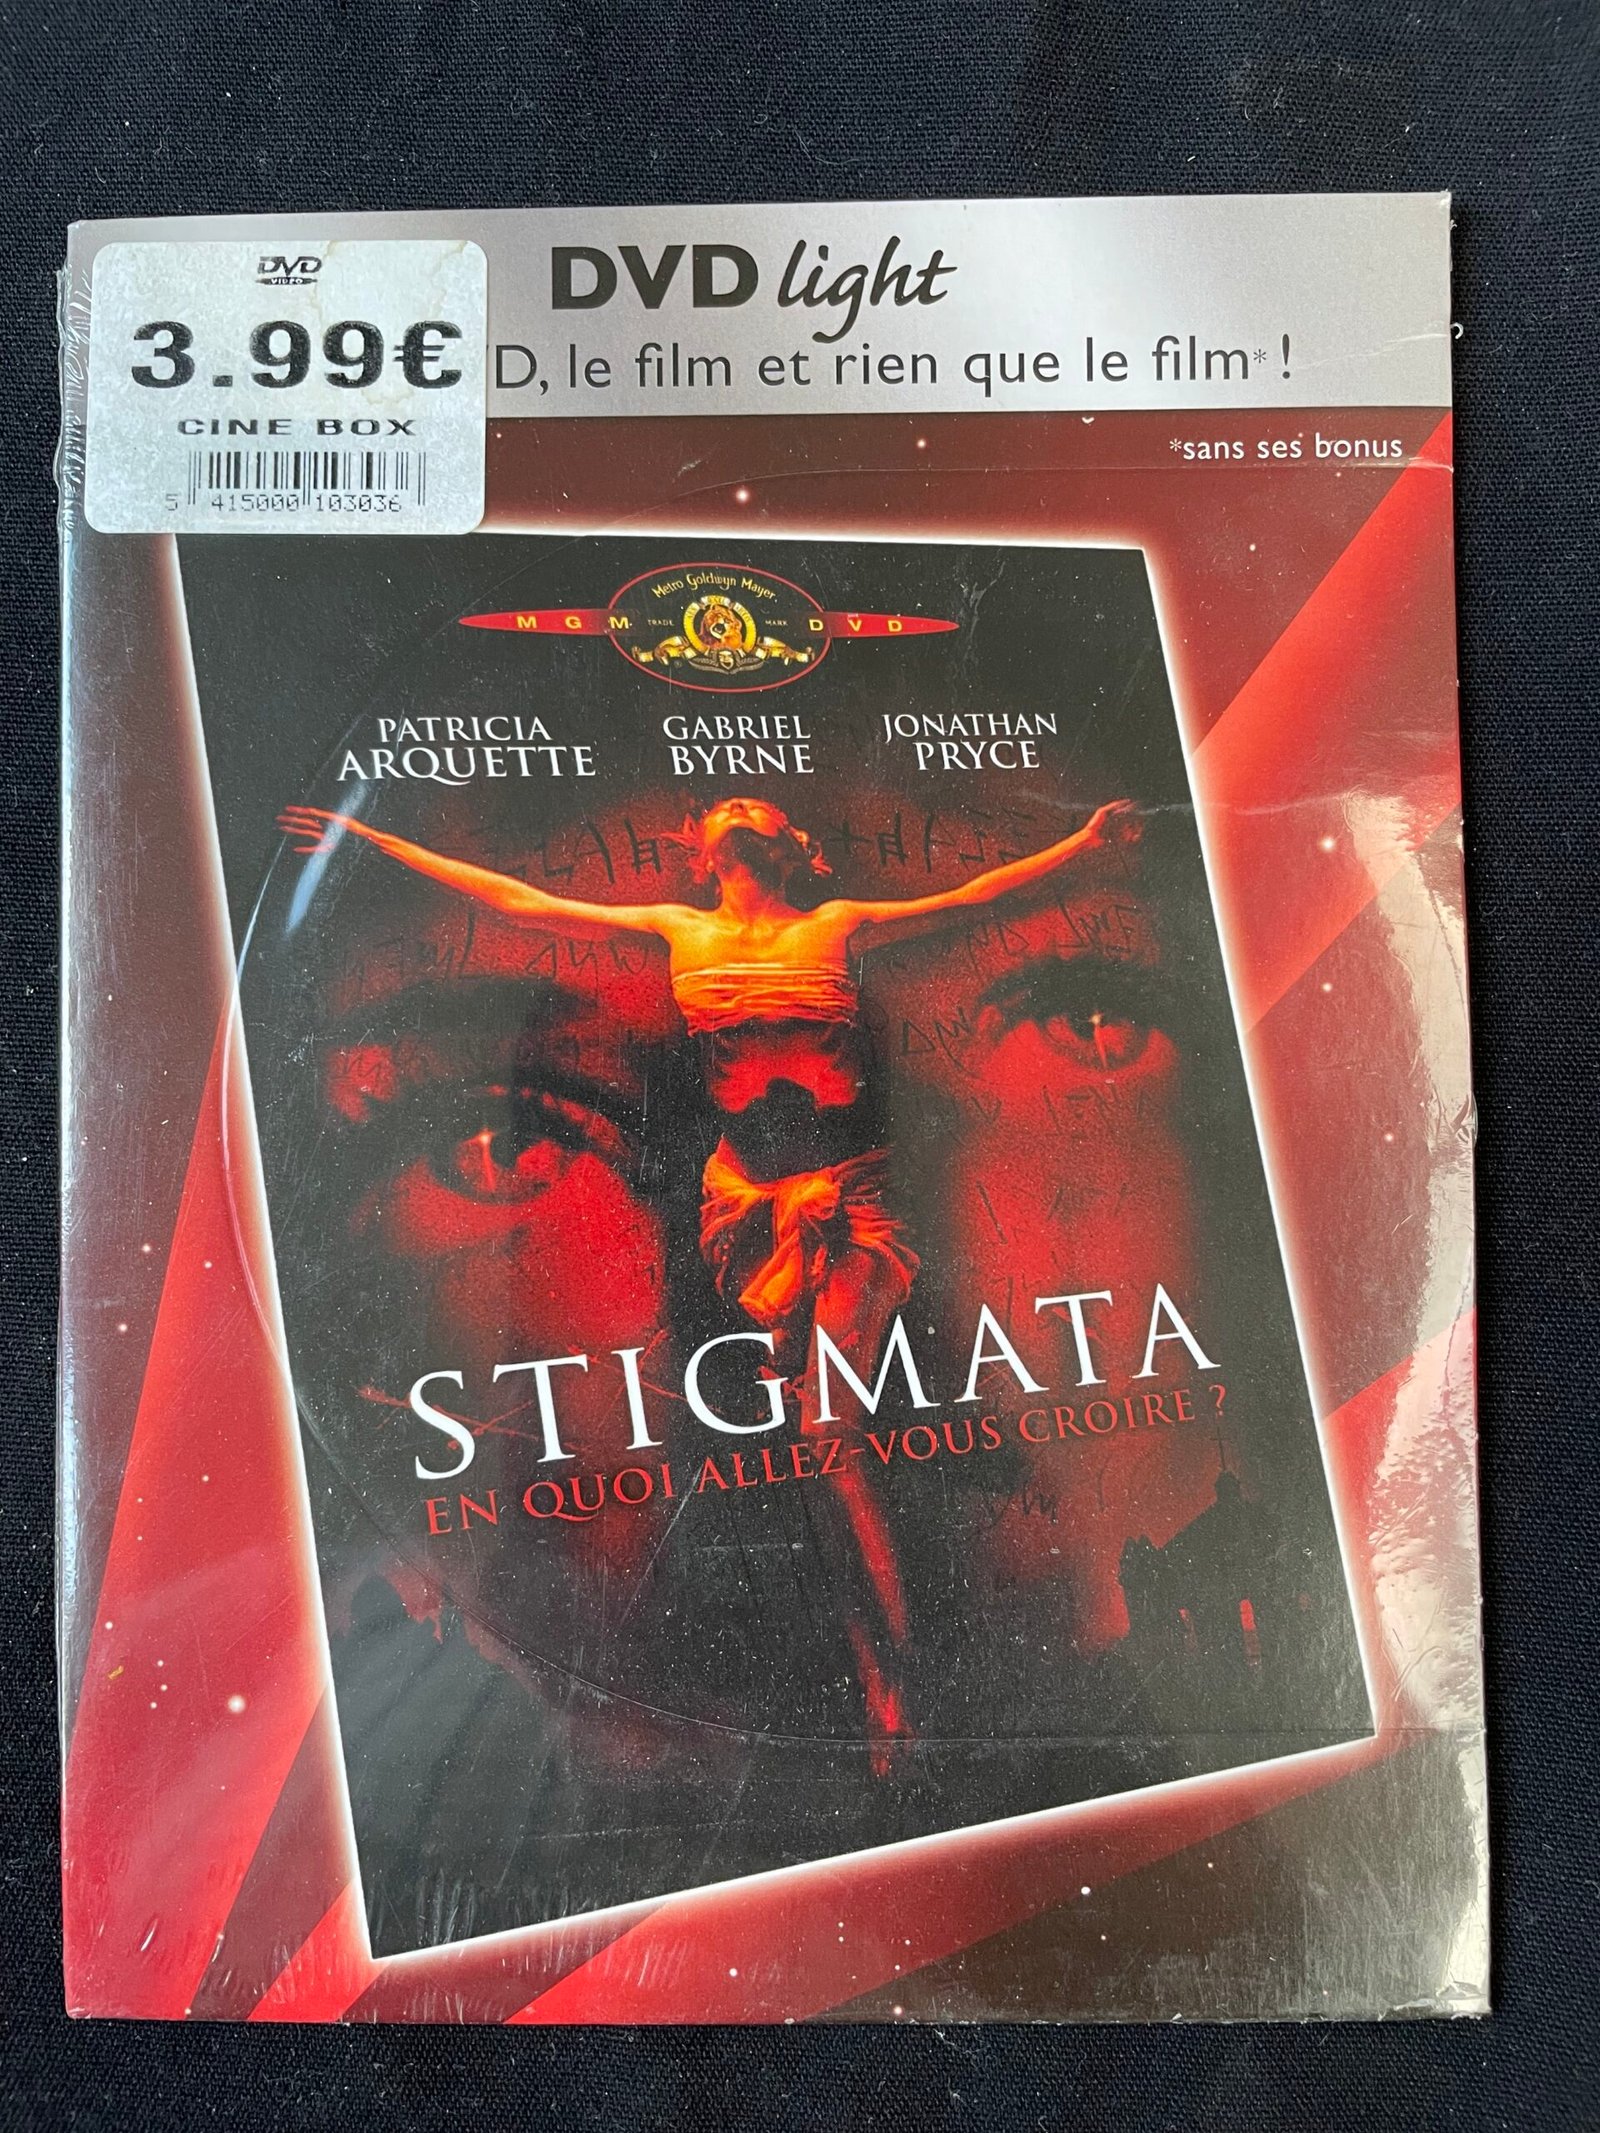 DVD light
DVD
VIDEO
3.99€
CINE BOX
5 415000 103036
D, le film et rien que le film* !
*sans ses bonus
Metro Goldwyn Mayer
MGM TRADE MARK DVD
PATRICIA ARQUETTE
GABRIEL BYRNE
JONATHAN PRYCE
STIGMATA
EN QUOI ALLEZ-VOUS CROIRE ?